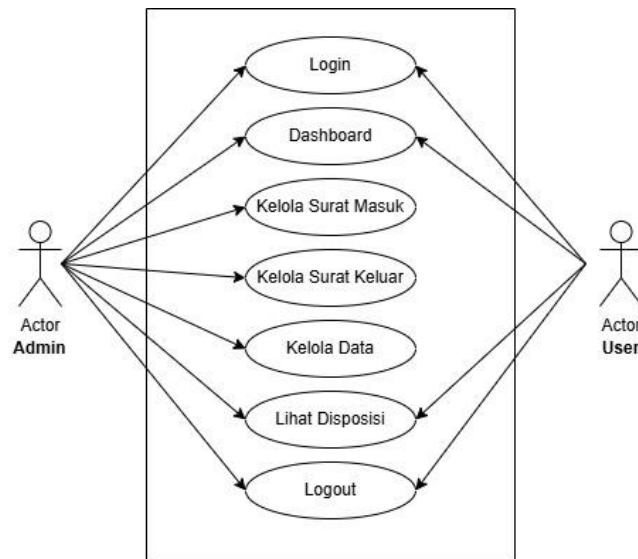 Login
Dashboard
Kelola Surat Masuk
Kelola Surat Keluar
Kelola Data
Lihat Disposisi
Logout
Actor
Admin
Actor
User